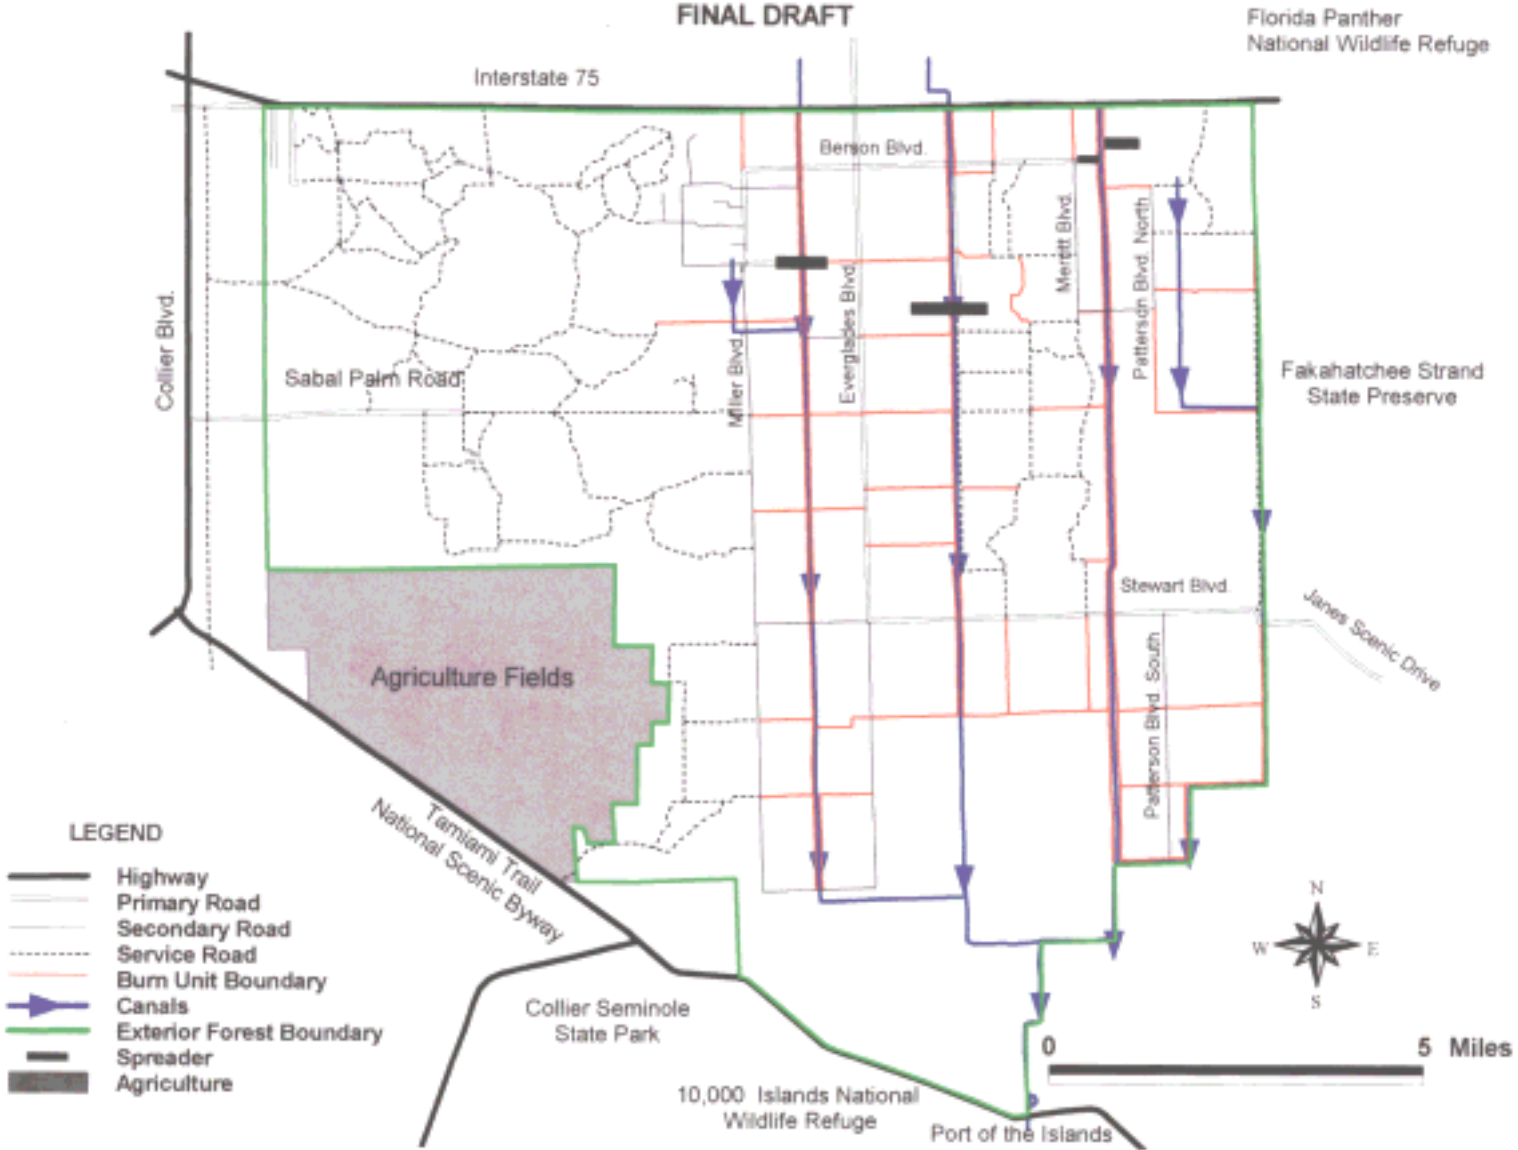 FINAL DRAFT
Florida Panther
National Wildlife Refuge
Interstate 75
Berson Blvd.
Collier Blvd.
Sabal Palm Road
Miller Blvd.
Everglades Blvd.
Merritt Blvd.
Patterson Blvd. North
Fakahatchee Strand
State Preserve
Stewart Blvd.
Janes Scenic Drive
Agriculture Fields
Patterson Blvd. South
Tamiami Trail
National Scenic Byway
LEGEND
Highway
Primary Road
Secondary Road
Service Road
Burn Unit Boundary
Canals
Exterior Forest Boundary
Spreader
Agriculture
N
W E
S
Collier Seminole
State Park
0 5 Miles
10,000 Islands National
Wildlife Refuge
Port of the Islands